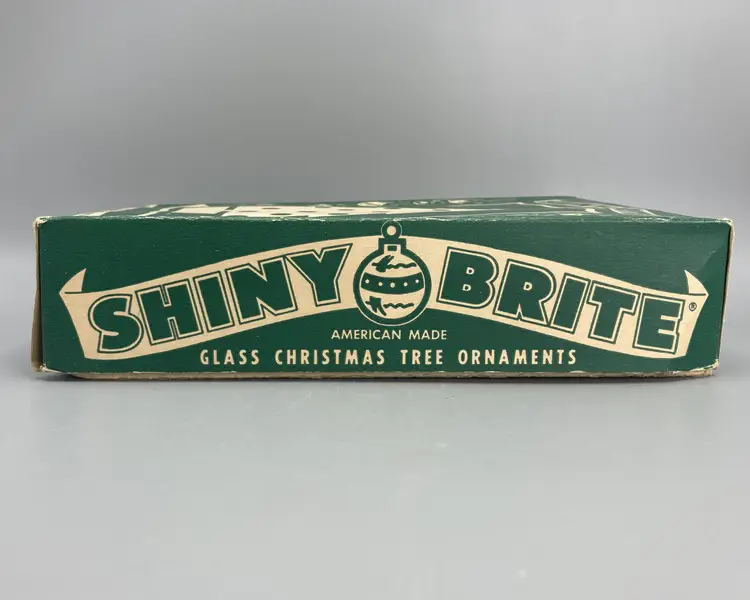 SHINY BRITE®
AMERICAN MADE
GLASS CHRISTMAS TREE ORNAMENTS